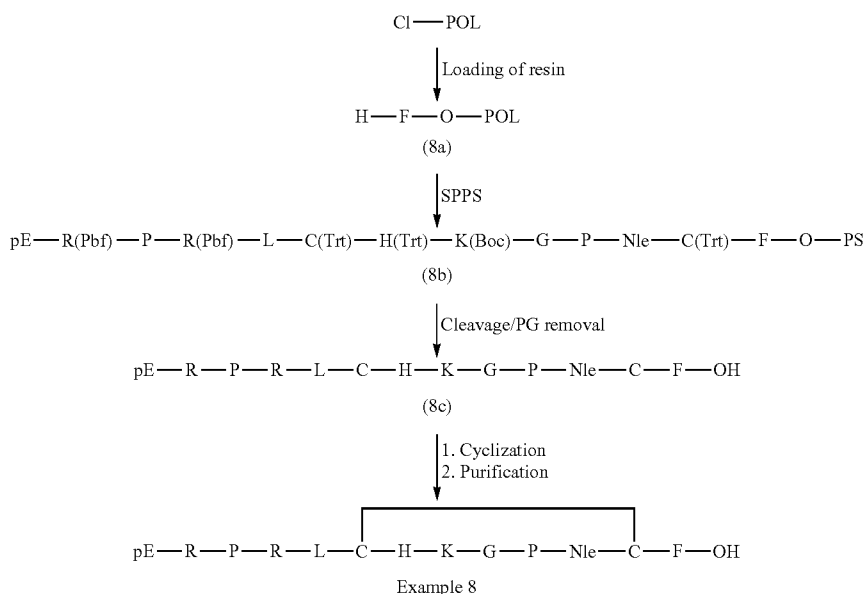 Cl—POL
Loading of resin
H—F—O—POL
(8a)
SPPS
pE—R(Pbf)—P—R(Pbf)—L—C(Trt)—H(Trt)—K(Boc)—G—P—Nle—C(Trt)—F—O—PS
(8b)
Cleavage/PG removal
pE—R—P—R—L—C—H—K—G—P—Nle—C—F—OH
(8c)
1. Cyclization
2. Purification
pE—R—P—R—L—C—H—K—G—P—Nle—C—F—OH
Example 8